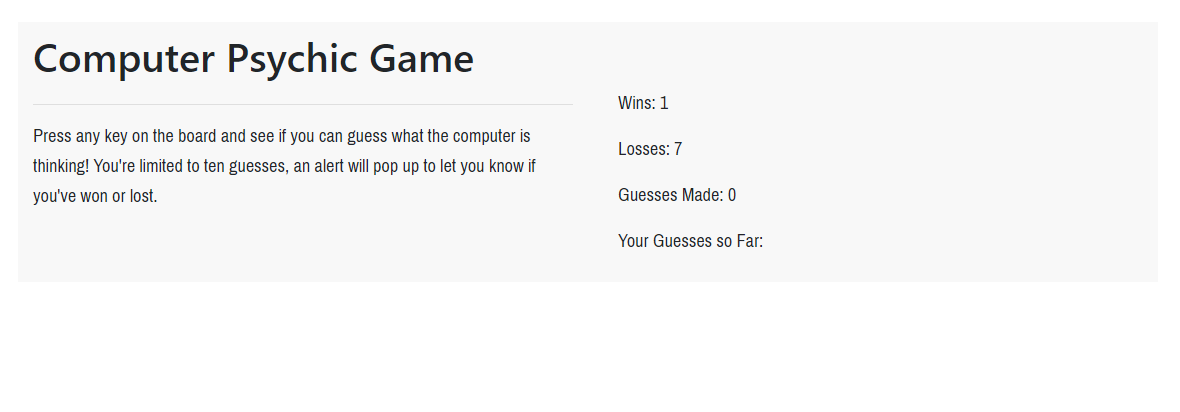 Computer Psychic Game
Press any key on the board and see if you can guess what the computer is
thinking! You're limited to ten guesses, an alert will pop up to let you know if
you've won or lost.
Wins: 1
Losses: 7
Guesses Made: 0
Your Guesses so Far: